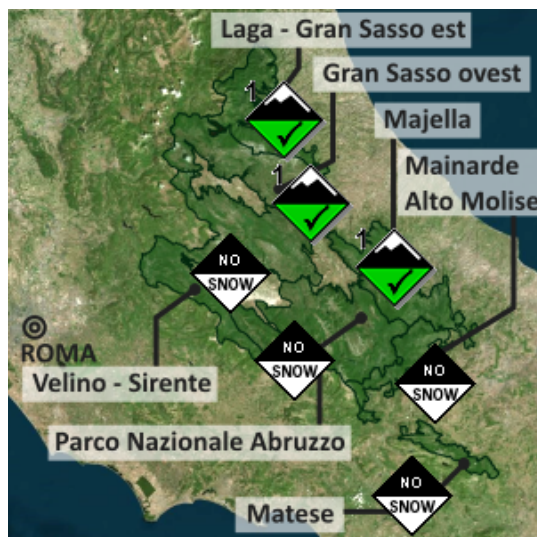 Laga - Gran Sasso est
Gran Sasso ovest
1
Majella
Mainarde
Alto Molise
1
1
NO
SNOW
ROMA
Velino - Sirente
NO
SNOW
NO
SNOW
Parco Nazionale Abruzzo
NO
SNOW
Matese